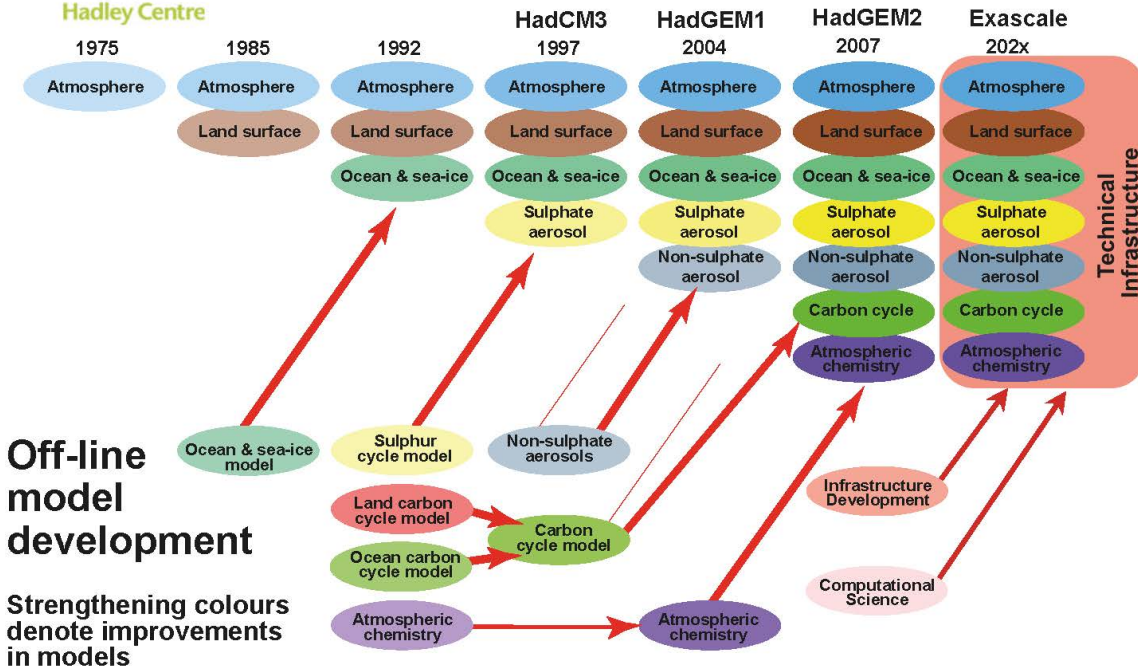 Hadley Centre
HadCM3
HadGEM1
HadGEM2
Exascale
1975
1985
1992
1997
2004
2007
202x
Atmosphere
Atmosphere
Atmosphere
Atmosphere
Atmosphere
Atmosphere
Atmosphere
Land surface
Land surface
Land surface
Land surface
Land surface
Land surface
Ocean & sea-ice
Ocean & sea-ice
Ocean & sea-ice
Ocean & sea-ice
Ocean & sea-ice
Sulphate
aerosol
Sulphate
aerosol
Sulphate
aerosol
Sulphate
aerosol
Non-sulphate
aerosol
Non-sulphate
aerosol
Non-sulphate
aerosol
Carbon cycle
Carbon cycle
Atmospheric
chemistry
Atmospheric
chemistry
Technical
Infrastructure
Off-line
model
development
Ocean & sea-ice
model
Sulphur
cycle model
Non-sulphate
aerosols
Land carbon
cycle model
Carbon
cycle model
Ocean carbon
cycle model
Infrastructure
Development
Computational
Science
Strengthening colours
denote improvements
in models
Atmospheric
chemistry
Atmospheric
chemistry